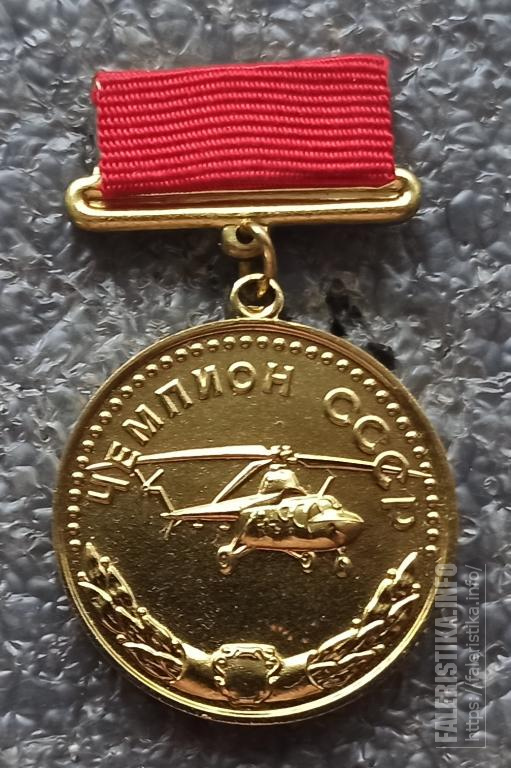 ЧЕМПИОН СССР
FALERISTIKA.INFO
https://faleristika.info/